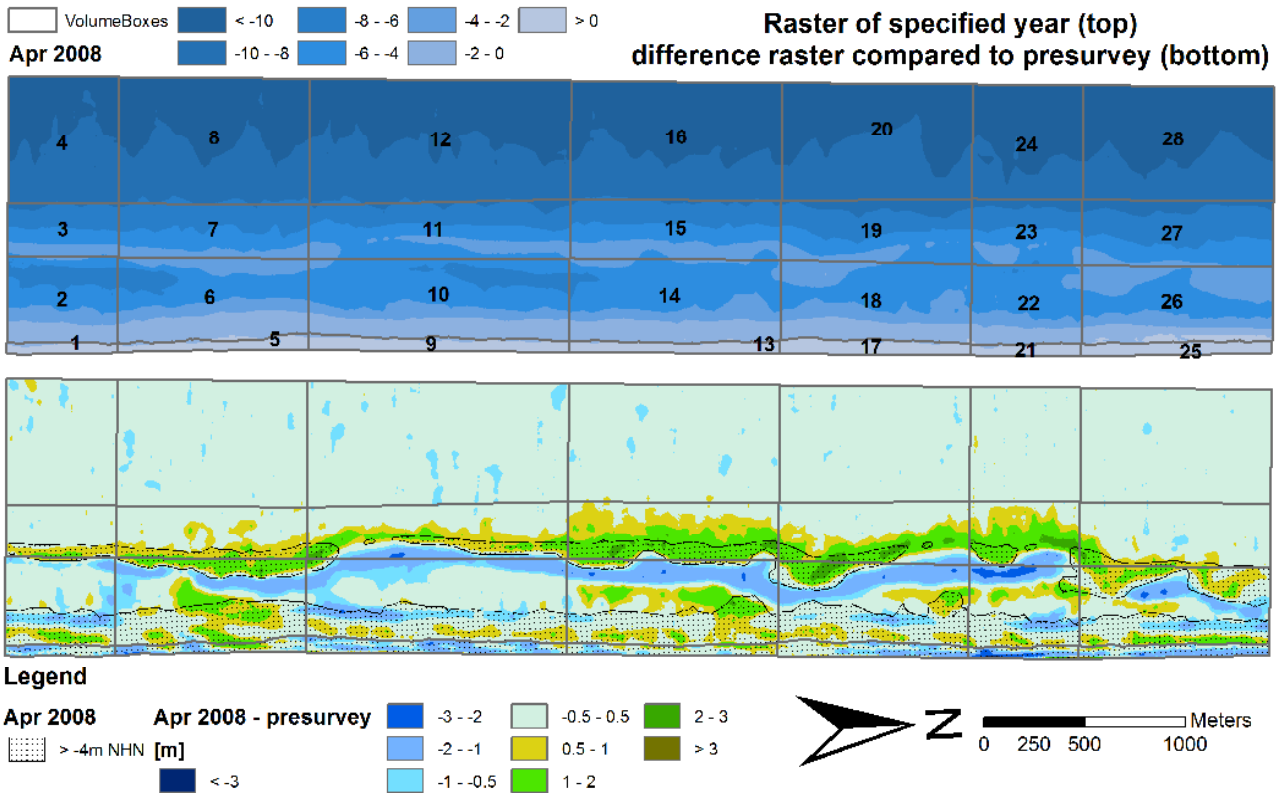 VolumeBoxes < -10 -8 - -6 -4 - -2 > 0
Apr 2008 -10 - -8 -6 - -4 -2 - 0
Raster of specified year (top)
difference raster compared to presurvey (bottom)
4 8 12 16 20 24 28
3 7 11 15 19 23 27
2 6 10 14 18 22 26
1 5 9 13 17 21 25
Legend
Apr 2008 Apr 2008 - presurvey
> -4m NHN [m]
< -3
-3 - -2 -0.5 - 0.5 2 - 3
-2 - -1 0.5 - 1 > 3
-1 - -0.5 1 - 2
N
Meters
0 250 500 1000